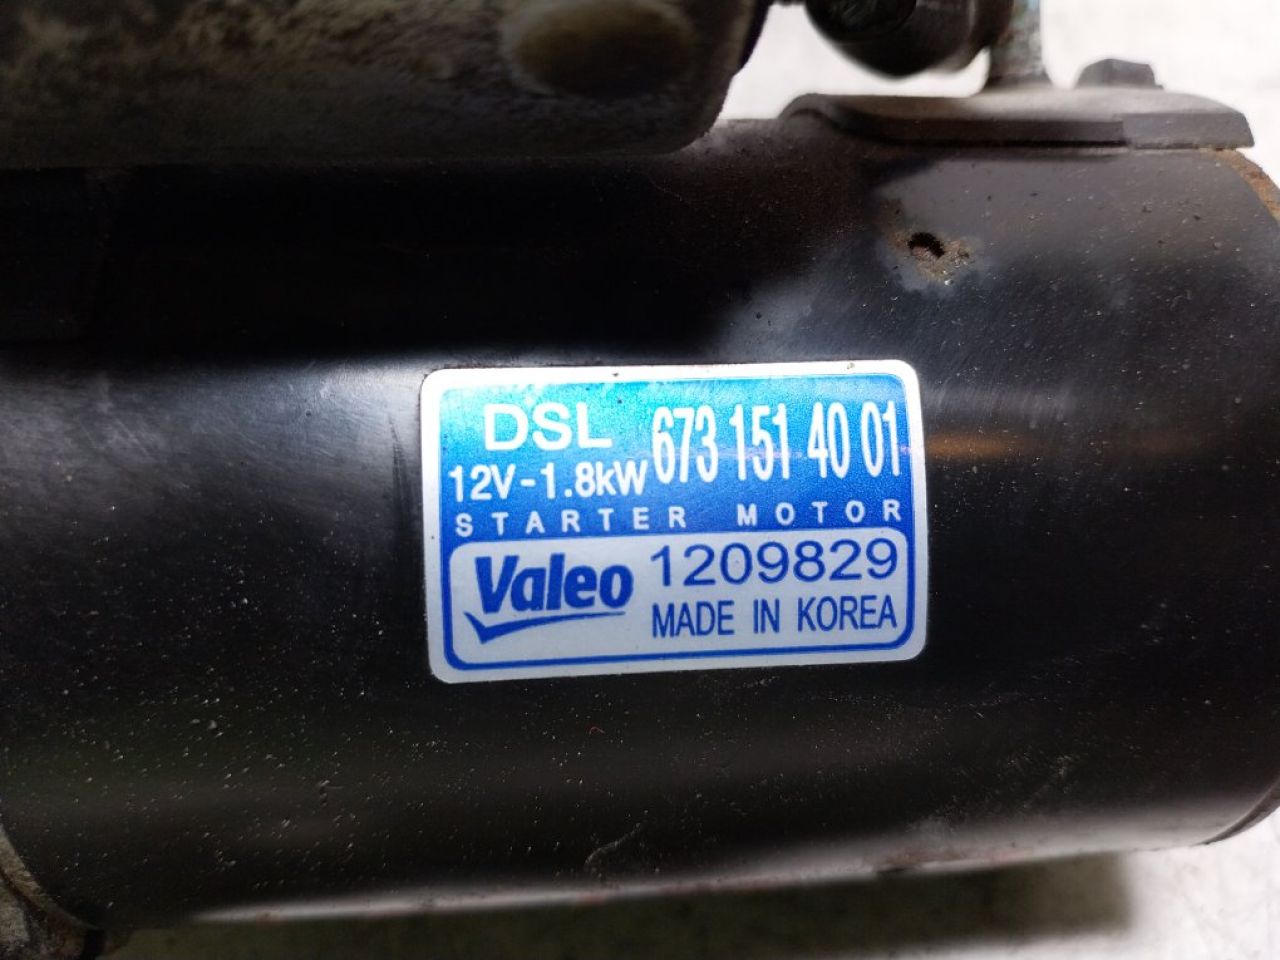 DSL 673 151 40 01
12V-1.8kW
STARTER MOTOR
Valeo 1209829
MADE IN KOREA